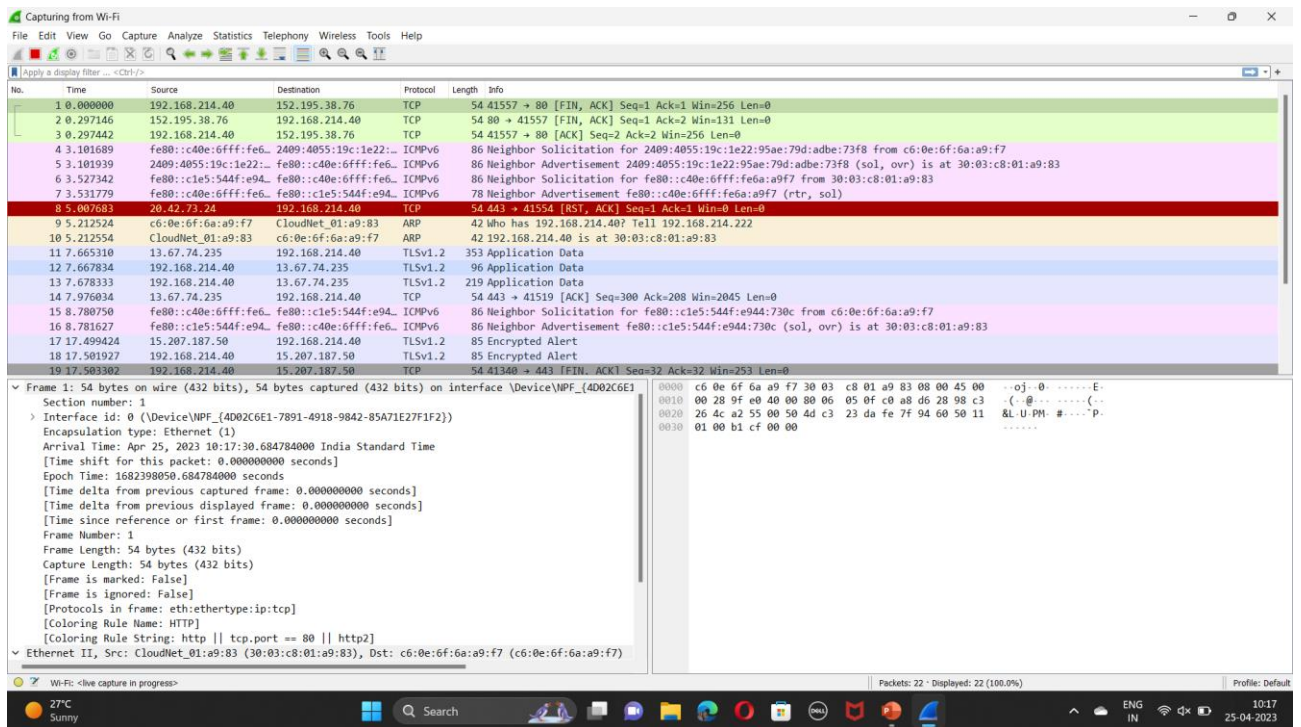 Capturing from Wi-Fi
File Edit View Go Capture Analyze Statistics Telephony Wireless Tools Help
Apply a display filter ... <Ctrl-/>
No. Time Source Destination Protocol Length Info
1 0.000000 192.168.214.40 152.195.38.76 TCP 54 41557 → 80 [FIN, ACK] Seq=1 Ack=1 Win=256 Len=0
2 0.297146 152.195.38.76 192.168.214.40 TCP 54 80 → 41557 [FIN, ACK] Seq=1 Ack=2 Win=131 Len=0
3 0.297442 192.168.214.40 152.195.38.76 TCP 54 41557 → 80 [ACK] Seq=2 Ack=2 Win=256 Len=0
4 3.101689 fe80::c40e:6fff:fe6… 2409:4055:19c:1e22:… ICMPv6 86 Neighbor Solicitation for 2409:4055:19c:1e22:95ae:79d:adbe:73f8 from c6:0e:6f:6a:a9:f7
5 3.101939 2409:4055:19c:1e22:… fe80::c40e:6fff:fe6… ICMPv6 86 Neighbor Advertisement 2409:4055:19c:1e22:95ae:79d:adbe:73f8 (sol, ovr) is at 30:03:c8:01:a9:83
6 3.527342 fe80::c1e5:544f:e94… fe80::c40e:6fff:fe6… ICMPv6 86 Neighbor Solicitation for fe80::c40e:6fff:fe6a:a9f7 from 30:03:c8:01:a9:83
7 3.531779 fe80::c40e:6fff:fe6… fe80::c1e5:544f:e94… ICMPv6 78 Neighbor Advertisement fe80::c40e:6fff:fe6a:a9f7 (rtr, sol)
8 5.007683 20.42.73.24 192.168.214.40 TCP 54 443 → 41554 [RST, ACK] Seq=1 Ack=1 Win=0 Len=0
9 5.212524 c6:0e:6f:6a:a9:f7 CloudNet_01:a9:83 ARP 42 Who has 192.168.214.40? Tell 192.168.214.222
10 5.212554 CloudNet_01:a9:83 c6:0e:6f:6a:a9:f7 ARP 42 192.168.214.40 is at 30:03:c8:01:a9:83
11 7.665310 13.67.74.235 192.168.214.40 TLSv1.2 353 Application Data
12 7.667834 192.168.214.40 13.67.74.235 TLSv1.2 96 Application Data
13 7.678333 192.168.214.40 13.67.74.235 TLSv1.2 219 Application Data
14 7.976034 13.67.74.235 192.168.214.40 TCP 54 443 → 41519 [ACK] Seq=300 Ack=208 Win=2045 Len=0
15 8.780750 fe80::c40e:6fff:fe6… fe80::c1e5:544f:e94… ICMPv6 86 Neighbor Solicitation for fe80::c1e5:544f:e944:730c from c6:0e:6f:6a:a9:f7
16 8.781627 fe80::c1e5:544f:e94… fe80::c40e:6fff:fe6… ICMPv6 86 Neighbor Advertisement fe80::c1e5:544f:e944:730c (sol, ovr) is at 30:03:c8:01:a9:83
17 17.499424 15.207.187.50 192.168.214.40 TLSv1.2 85 Encrypted Alert
18 17.501927 192.168.214.40 15.207.187.50 TLSv1.2 85 Encrypted Alert
19 17.503302 192.168.214.40 15.207.187.50 TCP 54 41340 → 443 [FIN, ACK] Seq=32 Ack=32 Win=253 Len=0
Frame 1: 54 bytes on wire (432 bits), 54 bytes captured (432 bits) on interface \Device\NPF_{4D02C6E1
Section number: 1
Interface id: 0 (\Device\NPF_{4D02C6E1-7891-4918-9842-85A71E27F1F2})
Encapsulation type: Ethernet (1)
Arrival Time: Apr 25, 2023 10:17:30.684784000 India Standard Time
[Time shift for this packet: 0.000000000 seconds]
Epoch Time: 1682398050.684784000 seconds
[Time delta from previous captured frame: 0.000000000 seconds]
[Time delta from previous displayed frame: 0.000000000 seconds]
[Time since reference or first frame: 0.000000000 seconds]
Frame Number: 1
Frame Length: 54 bytes (432 bits)
Capture Length: 54 bytes (432 bits)
[Frame is marked: False]
[Frame is ignored: False]
[Protocols in frame: eth:ethertype:ip:tcp]
[Coloring Rule Name: HTTP]
[Coloring Rule String: http || tcp.port == 80 || http2]
Ethernet II, Src: CloudNet_01:a9:83 (30:03:c8:01:a9:83), Dst: c6:0e:6f:6a:a9:f7 (c6:0e:6f:6a:a9:f7)
0000 c6 0e 6f 6a a9 f7 30 03 c8 01 a9 83 08 00 45 00 ··oj··0· ······E·
0010 00 28 9f e0 40 00 80 06 05 0f c0 a8 d6 28 98 c3 ·(··@··· ·····(··
0020 26 4c a2 55 00 50 4d c3 23 da fe 7f 94 60 50 11 &L·U·PM· #····`P·
0030 01 00 b1 cf 00 00 ······
Wi-Fi: <live capture in progress>
Packets: 22 · Displayed: 22 (100.0%)
Profile: Default
27°C
Sunny
Search
DELL
ENG
IN
10:17
25-04-2023